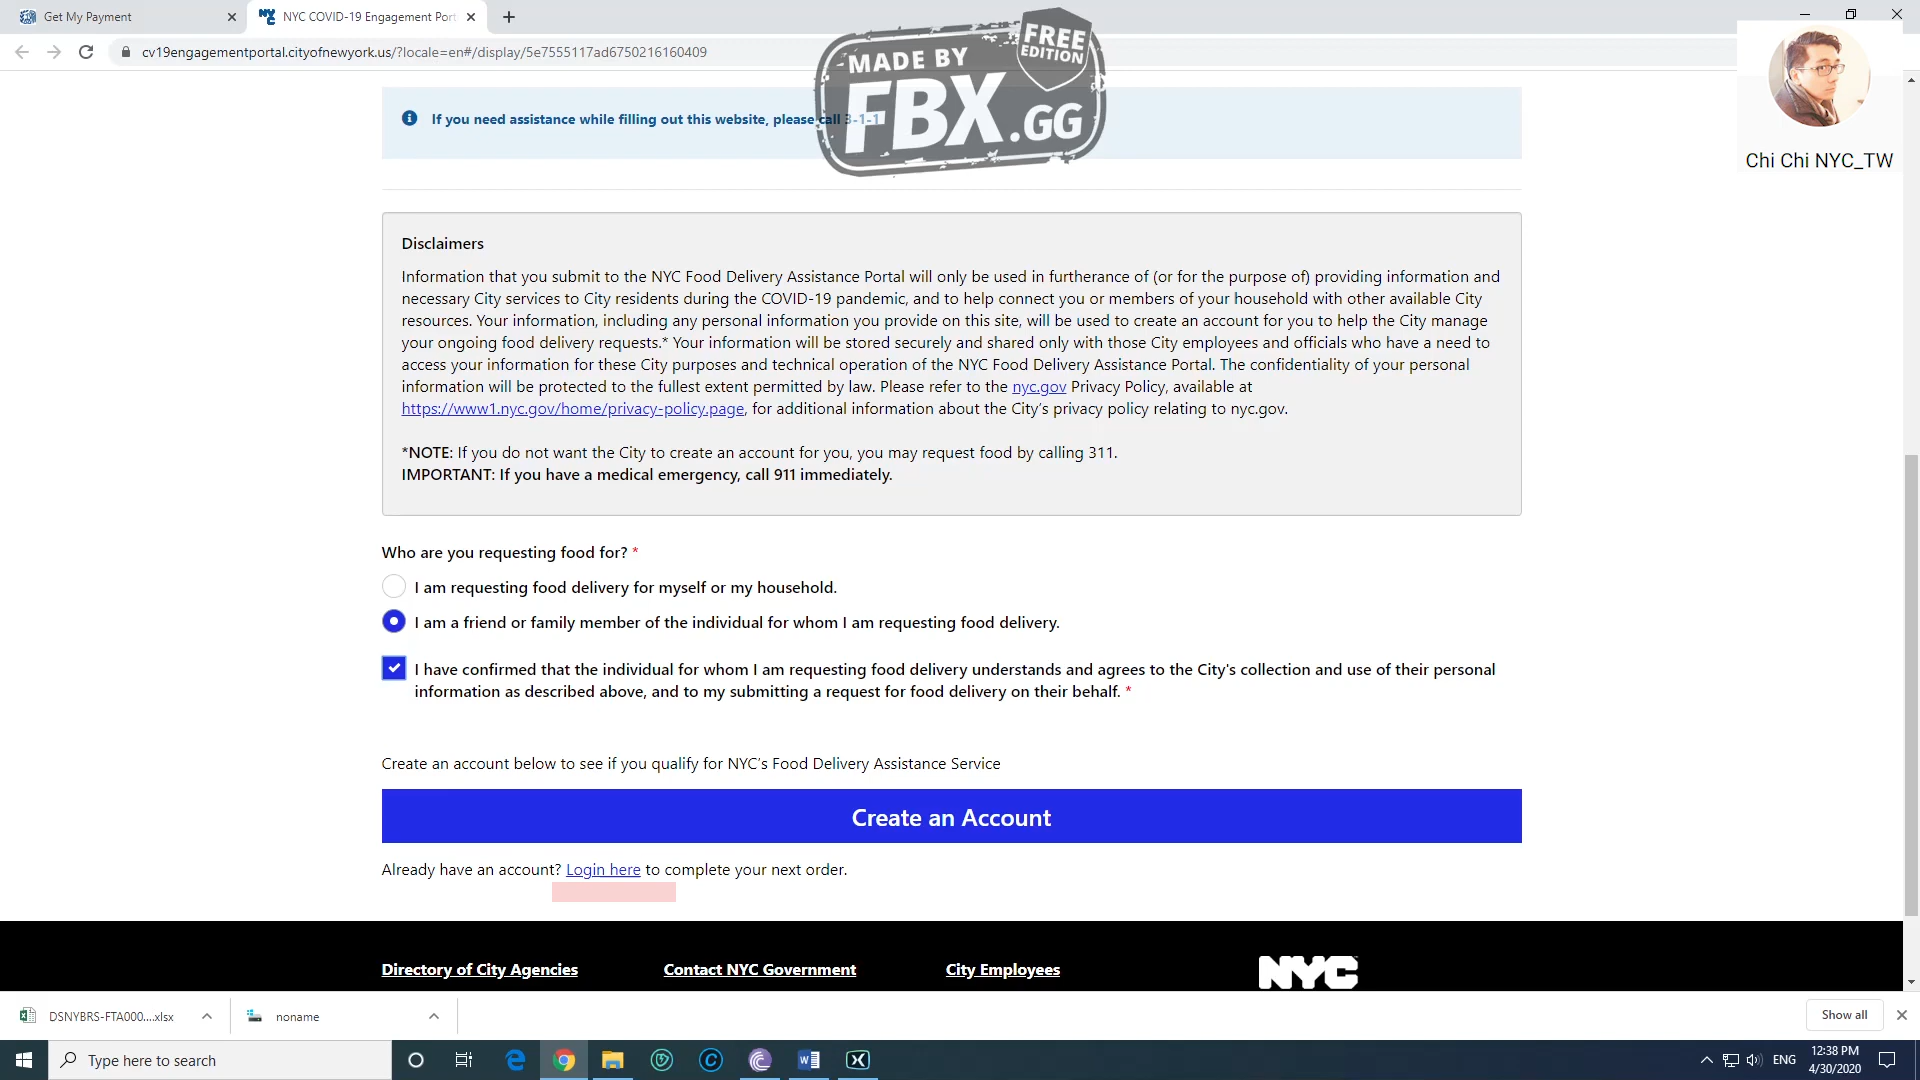 Get My Payment
NYC COVID-19 Engagement Port
cv19engagementportal.cityofnewyork.us/?locale=en#/display/5e7555117ad6750216160409
MADE BY
FBX.GG
FREE
EDITION
Chi Chi NYC_TW
If you need assistance while filling out this website, please call 3-1-1
Disclaimers
Information that you submit to the NYC Food Delivery Assistance Portal will only be used in furtherance of (or for the purpose of) providing information and
necessary City services to City residents during the COVID-19 pandemic, and to help connect you or members of your household with other available City
resources. Your information, including any personal information you provide on this site, will be used to create an account for you to help the City manage
your ongoing food delivery requests.* Your information will be stored securely and shared only with those City employees and officials who have a need to
access your information for these City purposes and technical operation of the NYC Food Delivery Assistance Portal. The confidentiality of your personal
information will be protected to the fullest extent permitted by law. Please refer to the nyc.gov Privacy Policy, available at
https://www1.nyc.gov/home/privacy-policy.page, for additional information about the City’s privacy policy relating to nyc.gov.
*NOTE: If you do not want the City to create an account for you, you may request food by calling 311.
IMPORTANT: If you have a medical emergency, call 911 immediately.
Who are you requesting food for? *
I am requesting food delivery for myself or my household.
I am a friend or family member of the individual for whom I am requesting food delivery.
I have confirmed that the individual for whom I am requesting food delivery understands and agrees to the City's collection and use of their personal
information as described above, and to my submitting a request for food delivery on their behalf. *
Create an account below to see if you qualify for NYC’s Food Delivery Assistance Service
Create an Account
Already have an account? Login here to complete your next order.
Directory of City Agencies
Contact NYC Government
City Employees
NYC
DSNYBRS-FTA000....xlsx
noname
Show all
Type here to search
ENG
12:38 PM
4/30/2020